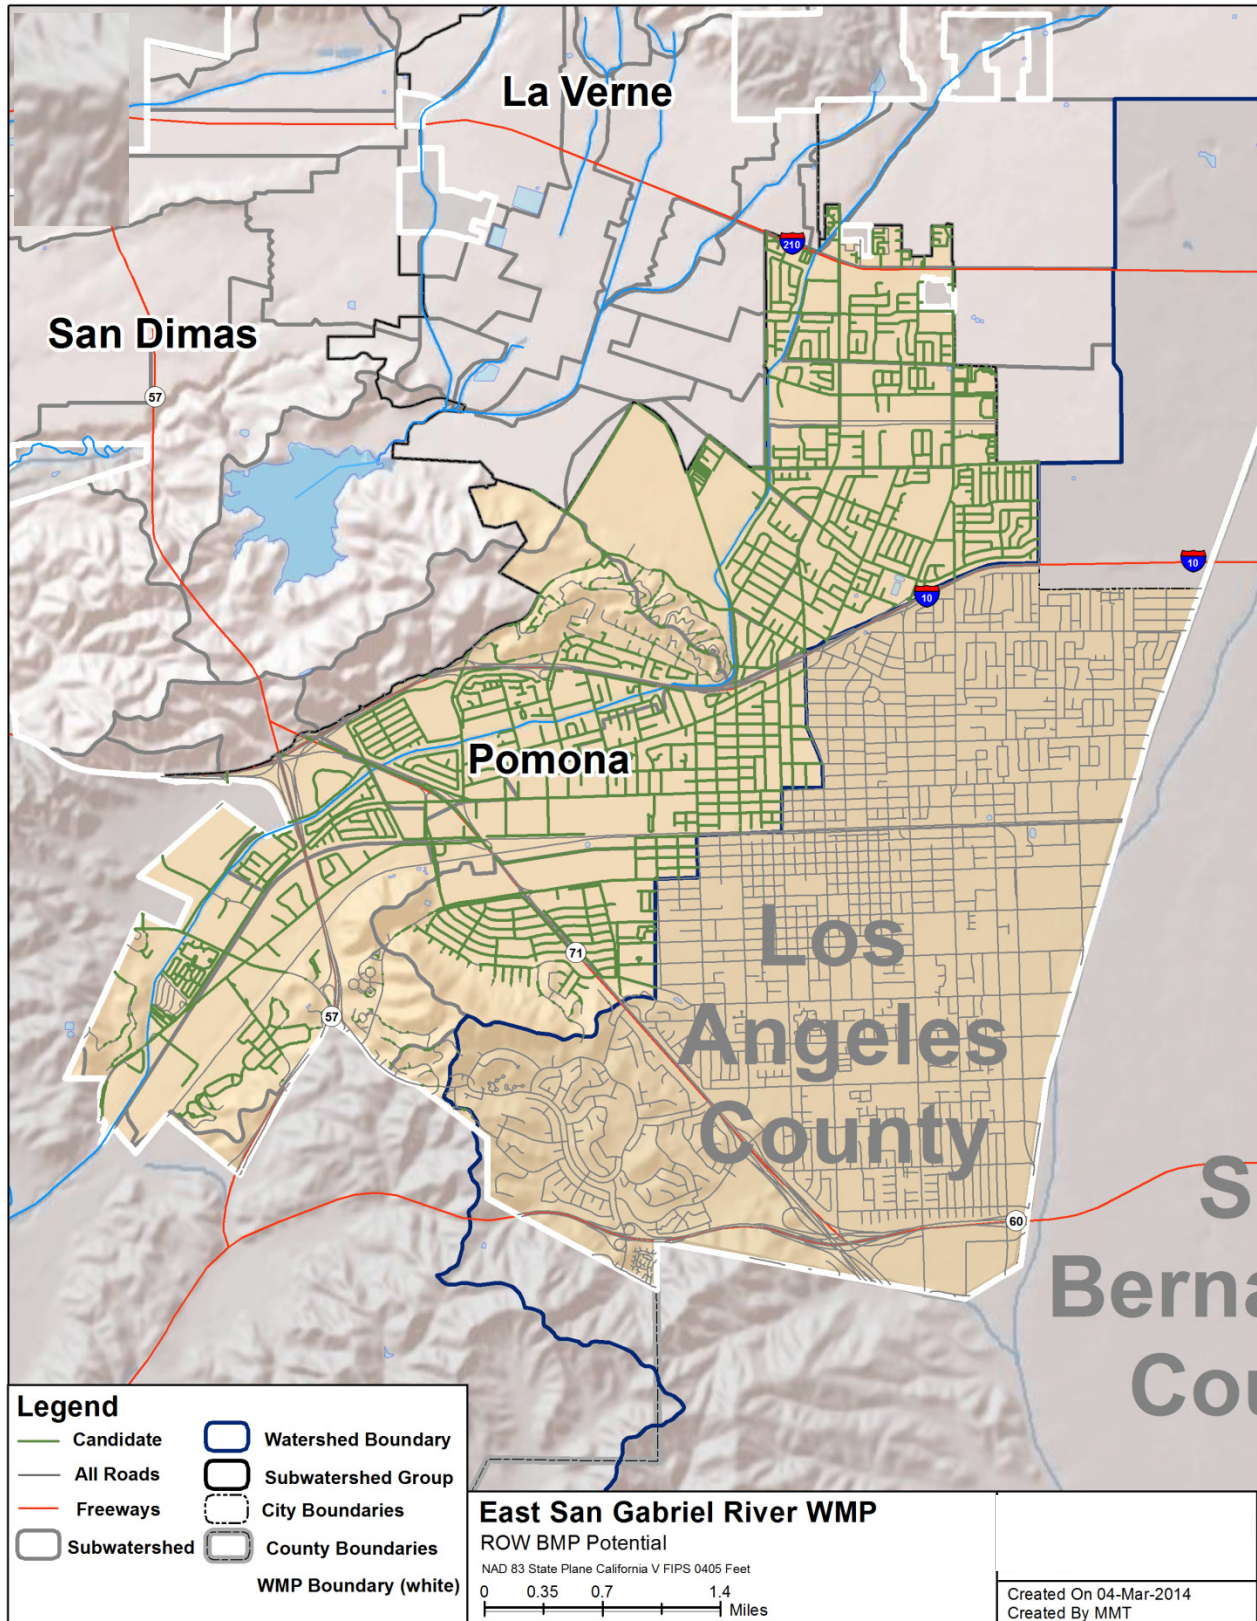 La Verne
210
San Dimas
57
10
10
Pomona
Los
Angeles
County
71
57
60
S
Berna
Cou
Legend
Candidate
Watershed Boundary
All Roads
Subwatershed Group
Freeways
City Boundaries
Subwatershed
County Boundaries
WMP Boundary (white)
East San Gabriel River WMP
ROW BMP Potential
NAD 83 State Plane California V FIPS 0405 Feet
0 0.35 0.7 1.4
Miles
Created On 04-Mar-2014
Created By MMT